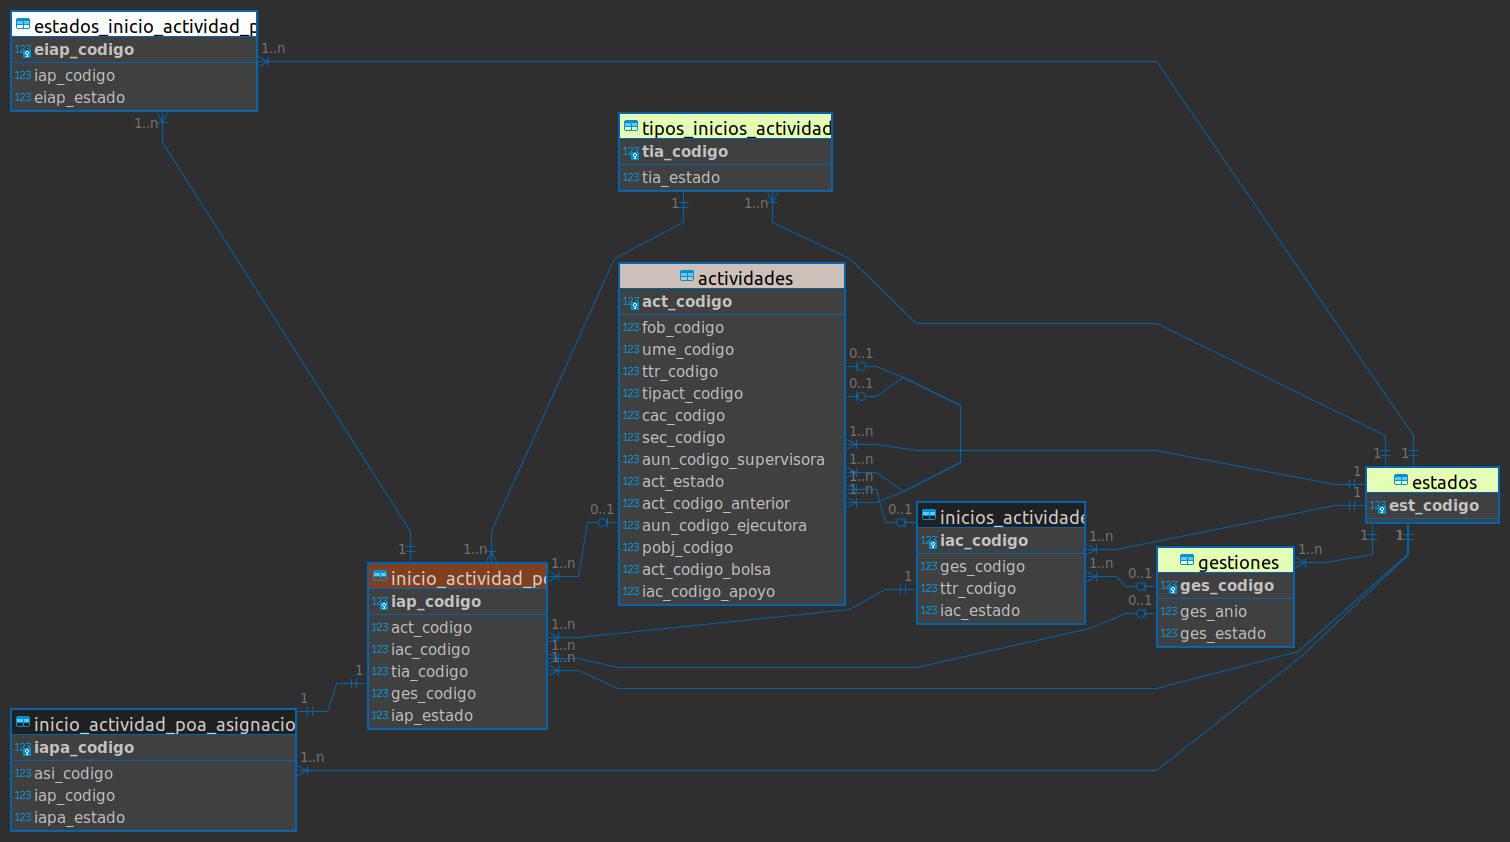 estados_inicio_actividad_p
123 eiap_codigo
123 iap_codigo
123 eiap_estado
1..n
1..n
tipos_inicios_actividad
123 tia_codigo
123 tia_estado
1
1..n
actividades
123 act_codigo
123 fob_codigo
123 ume_codigo
123 ttr_codigo
123 tipact_codigo
123 cac_codigo
123 sec_codigo
123 aun_codigo_supervisora
123 act_estado
123 act_codigo_anterior
123 aun_codigo_ejecutora
123 pobj_codigo
123 act_codigo_bolsa
123 iac_codigo_apoyo
0..1
0..1
1..n
1..n
1..n
1..n
0..1
0..1
1
1
1
1
estados
123 est_codigo
1
1
inicios_actividade
123 iac_codigo
123 ges_codigo
123 ttr_codigo
123 iac_estado
1..n
1..n
1
0..1
0..1
1..n
gestiones
123 ges_codigo
123 ges_anio
123 ges_estado
1
1..n
inicio_actividad_po
123 iap_codigo
123 act_codigo
123 iac_codigo
123 tia_codigo
123 ges_codigo
123 iap_estado
1..n
1..n
1..n
1..n
1
1
inicio_actividad_poa_asignacio
123 iapa_codigo
123 asi_codigo
123 iap_codigo
123 iapa_estado
1..n